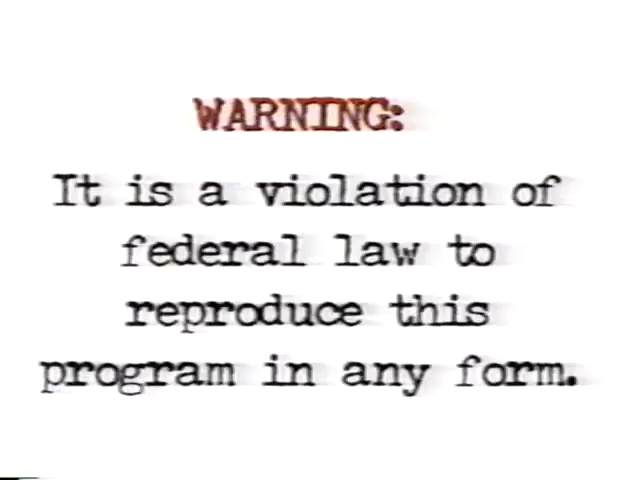 WARNING:
It is a violation of
federal law to
reproduce this
program in any form.